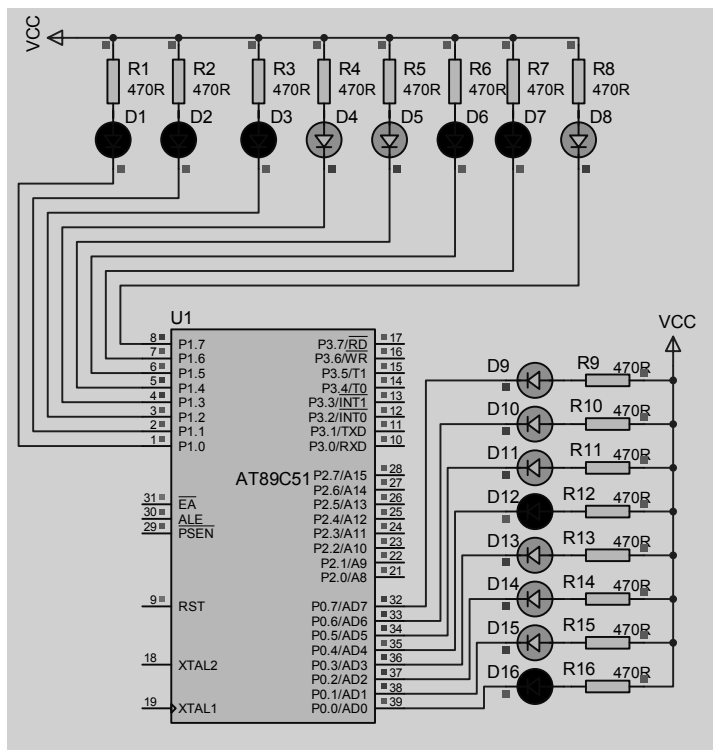 VCC
R1 R2 R3 R4 R5 R6 R7 R8
470R 470R 470R 470R 470R 470R 470R 470R
D1 D2 D3 D4 D5 D6 D7 D8
U1
8 P1.7 P3.7/RD 17
7 P1.6 P3.6/WR 16
6 P1.5 P3.5/T1 15
5 P1.4 P3.4/T0 14
4 P1.3 P3.3/INT1 13
3 P1.2 P3.2/INT0 12
2 P1.1 P3.1/TXD 11
1 P1.0 P3.0/RXD 10
AT89C51
P2.7/A15 28
P2.6/A14 27
31 EA P2.5/A13 26
30 ALE P2.4/A12 25
29 PSEN P2.3/A11 24
P2.2/A10 23
P2.1/A9 22
P2.0/A8 21
9 RST P0.7/AD7 32
P0.6/AD6 33
P0.5/AD5 34
P0.4/AD4 35
18 XTAL2 P0.3/AD3 36
P0.2/AD2 37
P0.1/AD1 38
19 XTAL1 P0.0/AD0 39
VCC
D9 R9 470R
D10 R10 470R
D11 R11 470R
D12 R12 470R
D13 R13 470R
D14 R14 470R
D15 R15 470R
D16 R16 470R